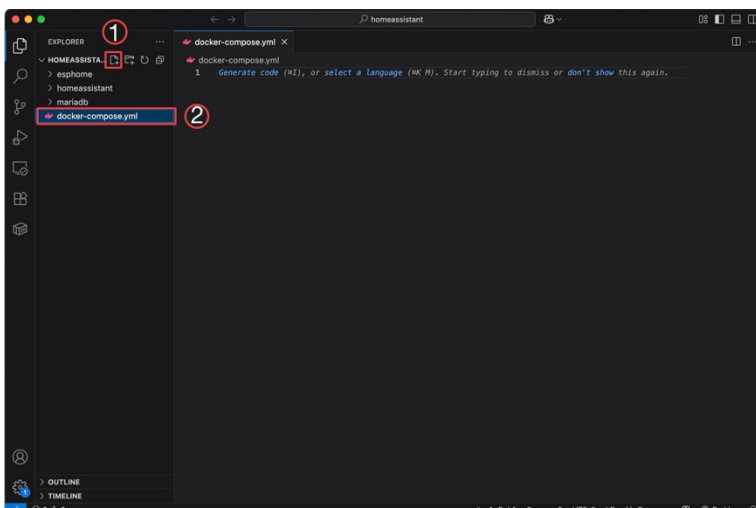 homeassistant
1
EXPLORER
docker-compose.yml
HOMEASSISTA...
docker-compose.yml
1 Generate code (⌘I), or select a language (⌘K M). Start typing to dismiss or don't show this again.
esphome
homeassistant
mariadb
docker-compose.yml
2
OUTLINE
1
TIMELINE